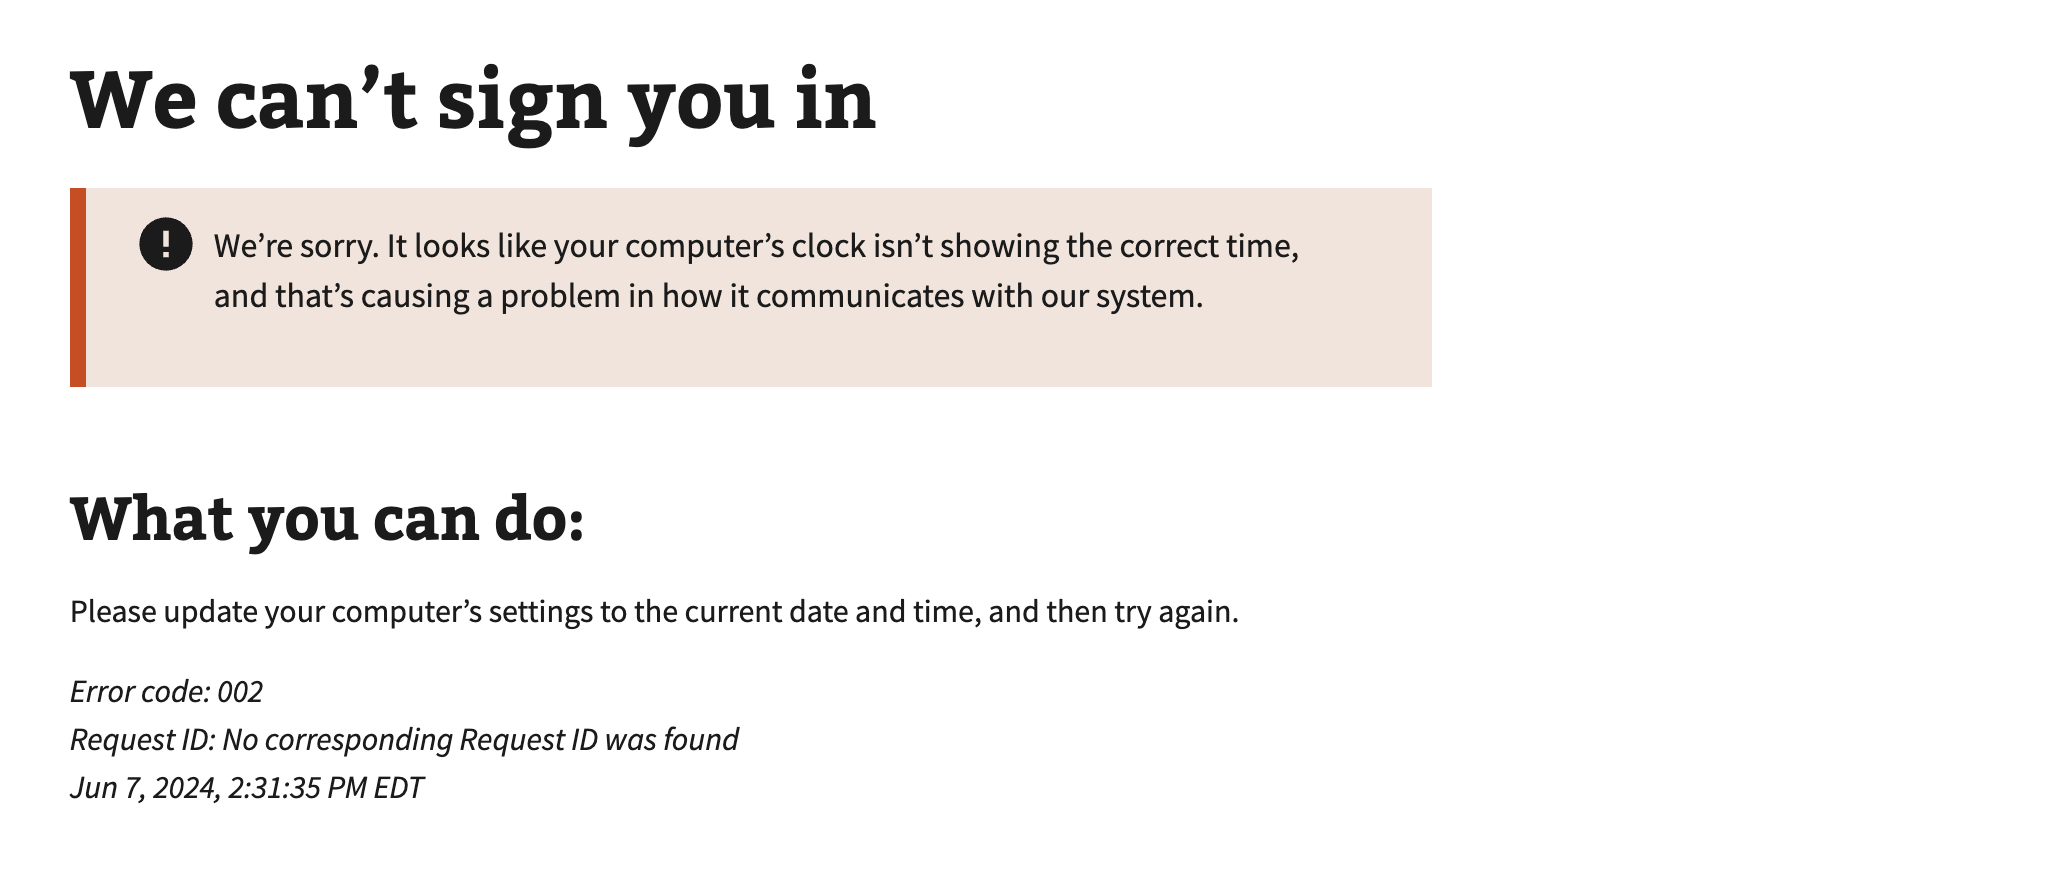 We can’t sign you in
We’re sorry. It looks like your computer’s clock isn’t showing the correct time,
and that’s causing a problem in how it communicates with our system.
What you can do:
Please update your computer’s settings to the current date and time, and then try again.
Error code: 002
Request ID: No corresponding Request ID was found
Jun 7, 2024, 2:31:35 PM EDT